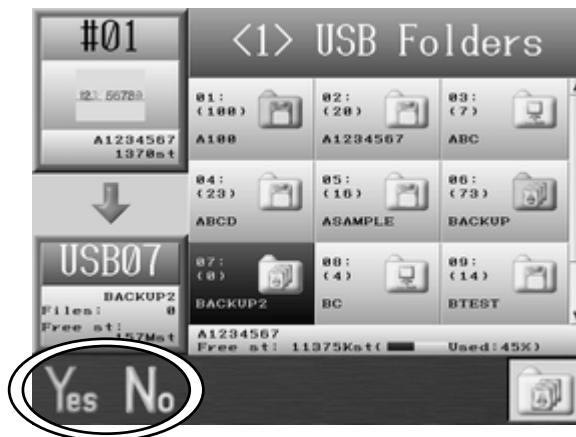 #01
<1> USB Folders
A1234567
1370st
01:
(100)
A100
02:
(20)
A1234567
03:
(7)
ABC
04:
(23)
ABCD
05:
(16)
ASAMPLE
06:
(73)
BACKUP
USB07
BACKUP2
Files: 0
Free st:
157Mst
07:
(0)
BACKUP2
08:
(4)
BC
09:
(14)
BTEST
A1234567
Free st: 11375Kst( Used:45%)
Yes No